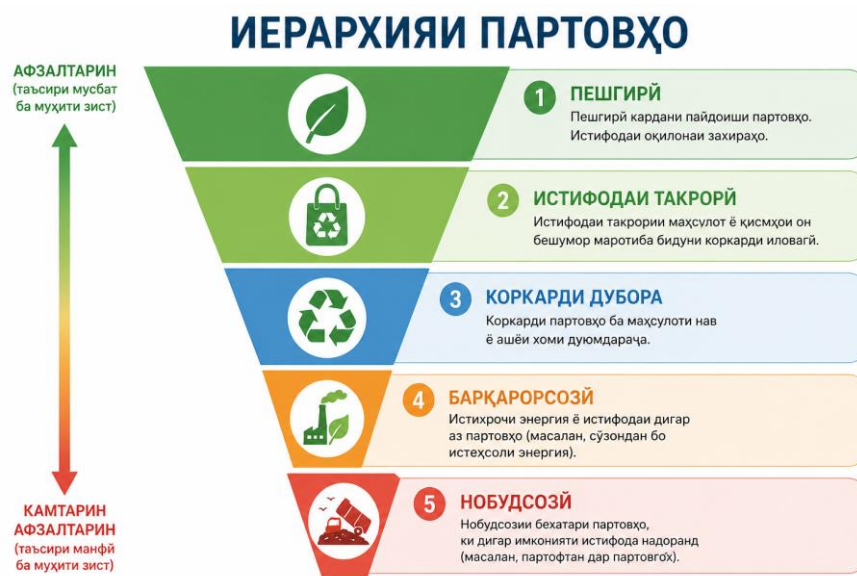 ИЕРАРХИЯИ ПАРТОВҲО
АФЗАЛТАРИН
(таъсири мусбат
ба муҳити зист)
1 ПЕШГИРӢ
Пешгирӣ кардани пайдоиши партовҳо.
Истифодаи оқилонаи захираҳо.
2 ИСТИФОДАИ ТАКРОРӢ
Истифодаи такрории маҳсулот ё қисмҳои он
бешумор маротиба бидуни коркарди иловагӣ.
3 КОРКАРДИ ДУБОРА
Коркарди партовҳо ба маҳсулоти нав
ё ашёи хоми дуюмдараҷа.
4 БАРҚАРОРСОЗӢ
Истихроҷи энергия ё истифодаи дигар
аз партовҳо (масалан, сӯзондан бо
истеҳсоли энергия).
КАМТАРИН
АФЗАЛТАРИН
(таъсири манфӣ
ба муҳити зист)
5 НОБУДСОЗӢ
Нобудсозии бехатари партовҳо,
ки дигар имконияти истифода надоранд
(масалан, партофтан дар